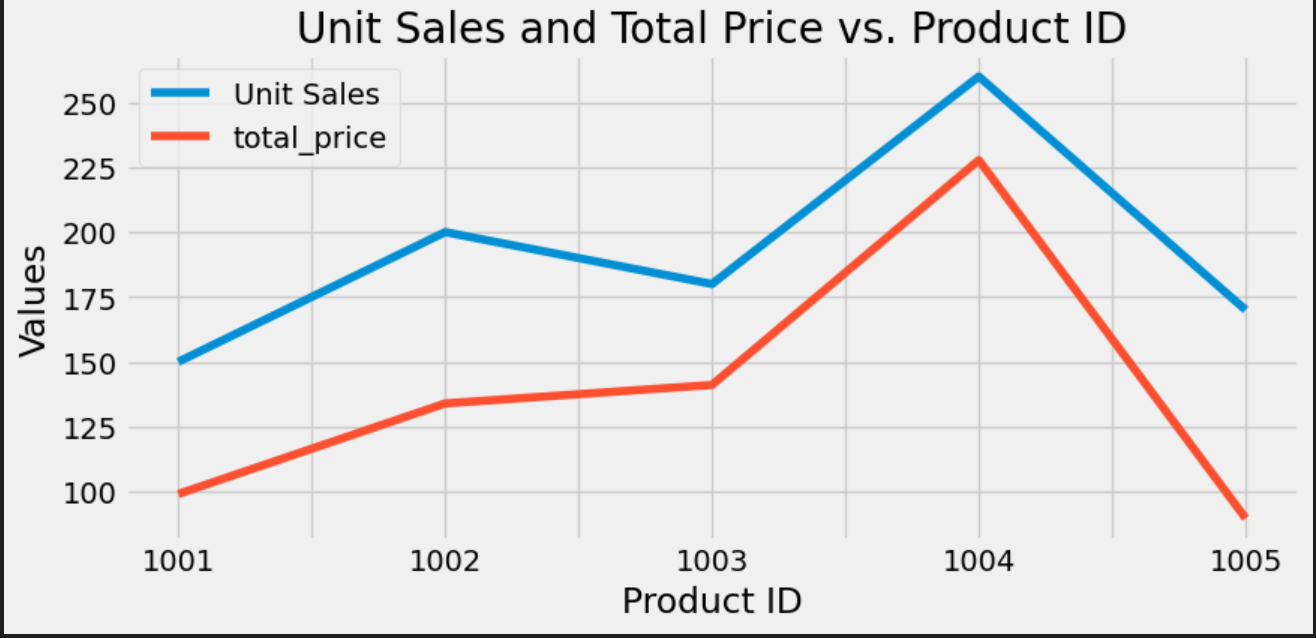 Unit Sales and Total Price vs. Product ID
Unit Sales
total_price
250
225
200
175
150
125
100
Values
1001 1002 1003 1004 1005
Product ID